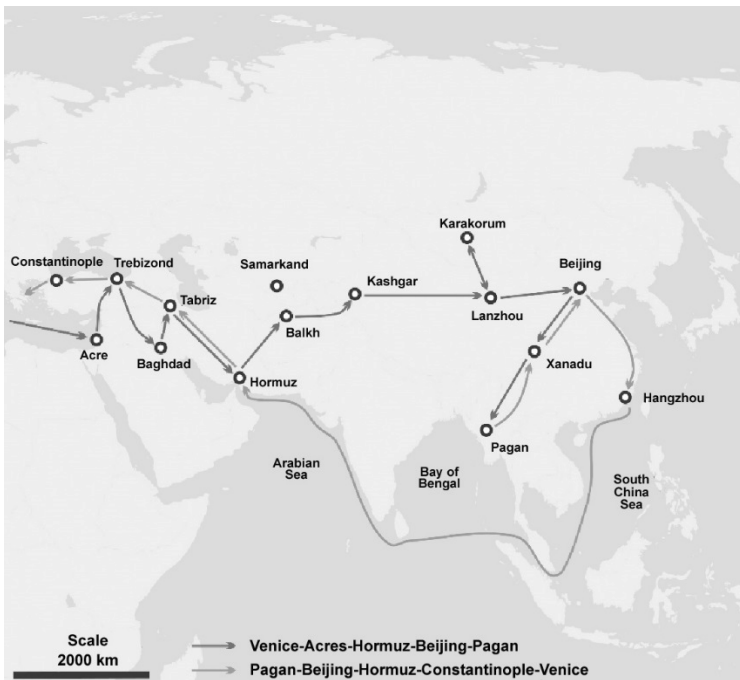 Karakorum
Constantinople
Trebizond
Samarkand
Beijing
Kashgar
Tabriz
Lanzhou
Balkh
Acre
Baghdad
Xanadu
Hormuz
Hangzhou
Pagan
Arabian
Sea
Bay of
Bengal
South
China
Sea
Scale
2000 km
Venice-Acres-Hormuz-Beijing-Pagan
Pagan-Beijing-Hormuz-Constantinople-Venice